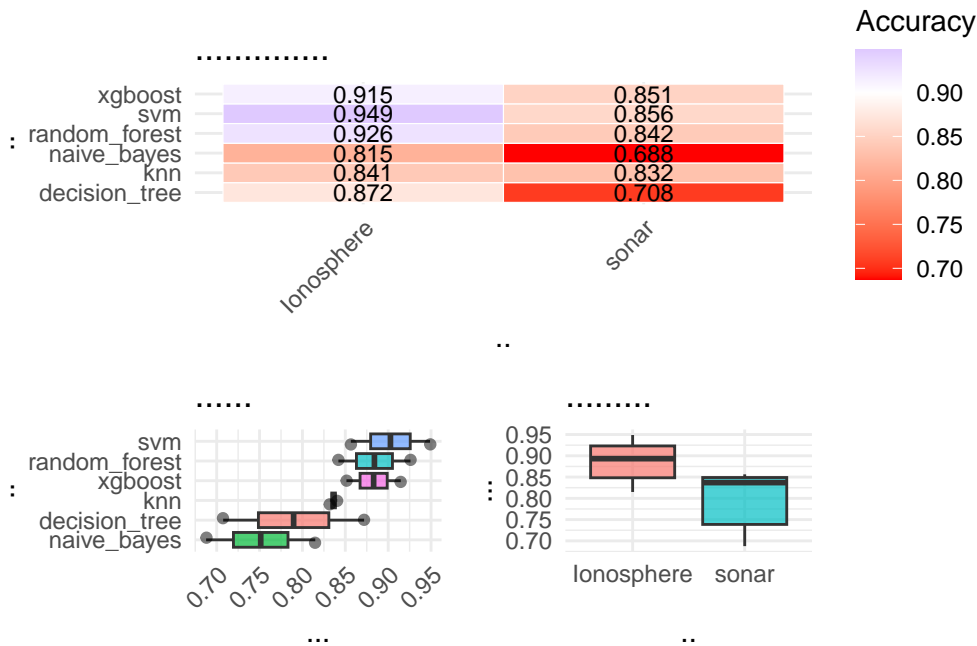 Accuracy
..............
xgboost 0.915 0.851
svm 0.949 0.856 0.90
random_forest 0.926 0.842 0.85
naive_bayes 0.815 0.688 0.80
knn 0.841 0.832 0.75
decision_tree 0.872 0.708 0.70
..
Ionosphere sonar
..
......
svm
random_forest
xgboost
knn
decision_tree
naive_bayes
..
0.70 0.75 0.80 0.85 0.90 0.95
...
.........
0.95
0.90
0.85
0.80
0.75
0.70
...
Ionosphere sonar
..